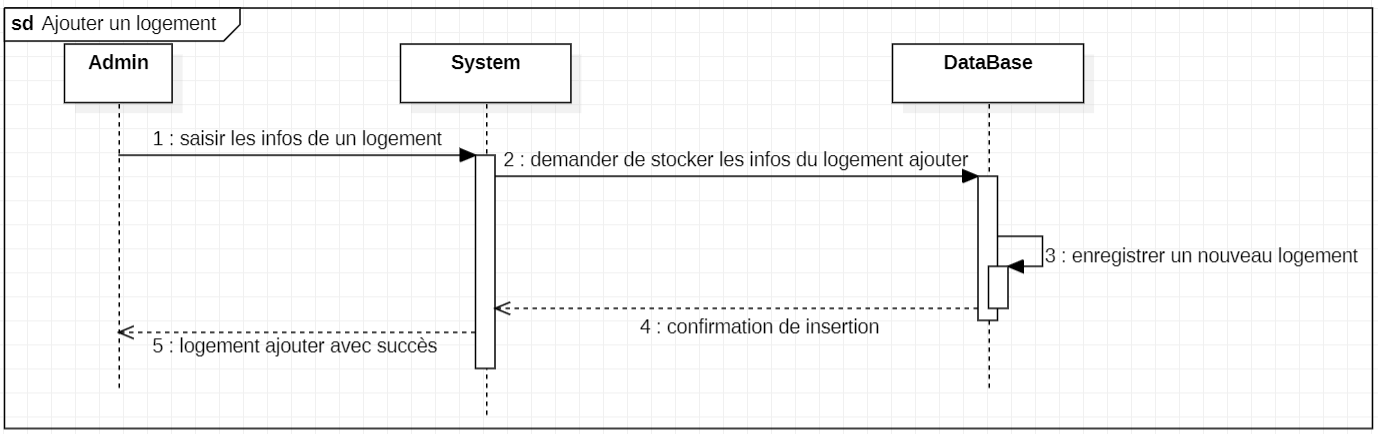 sd Ajouter un logement
Admin
System
DataBase
1 : saisir les infos de un logement
2 : demander de stocker les infos du logement ajouter
3 : enregistrer un nouveau logement
4 : confirmation de insertion
5 : logement ajouter avec succès